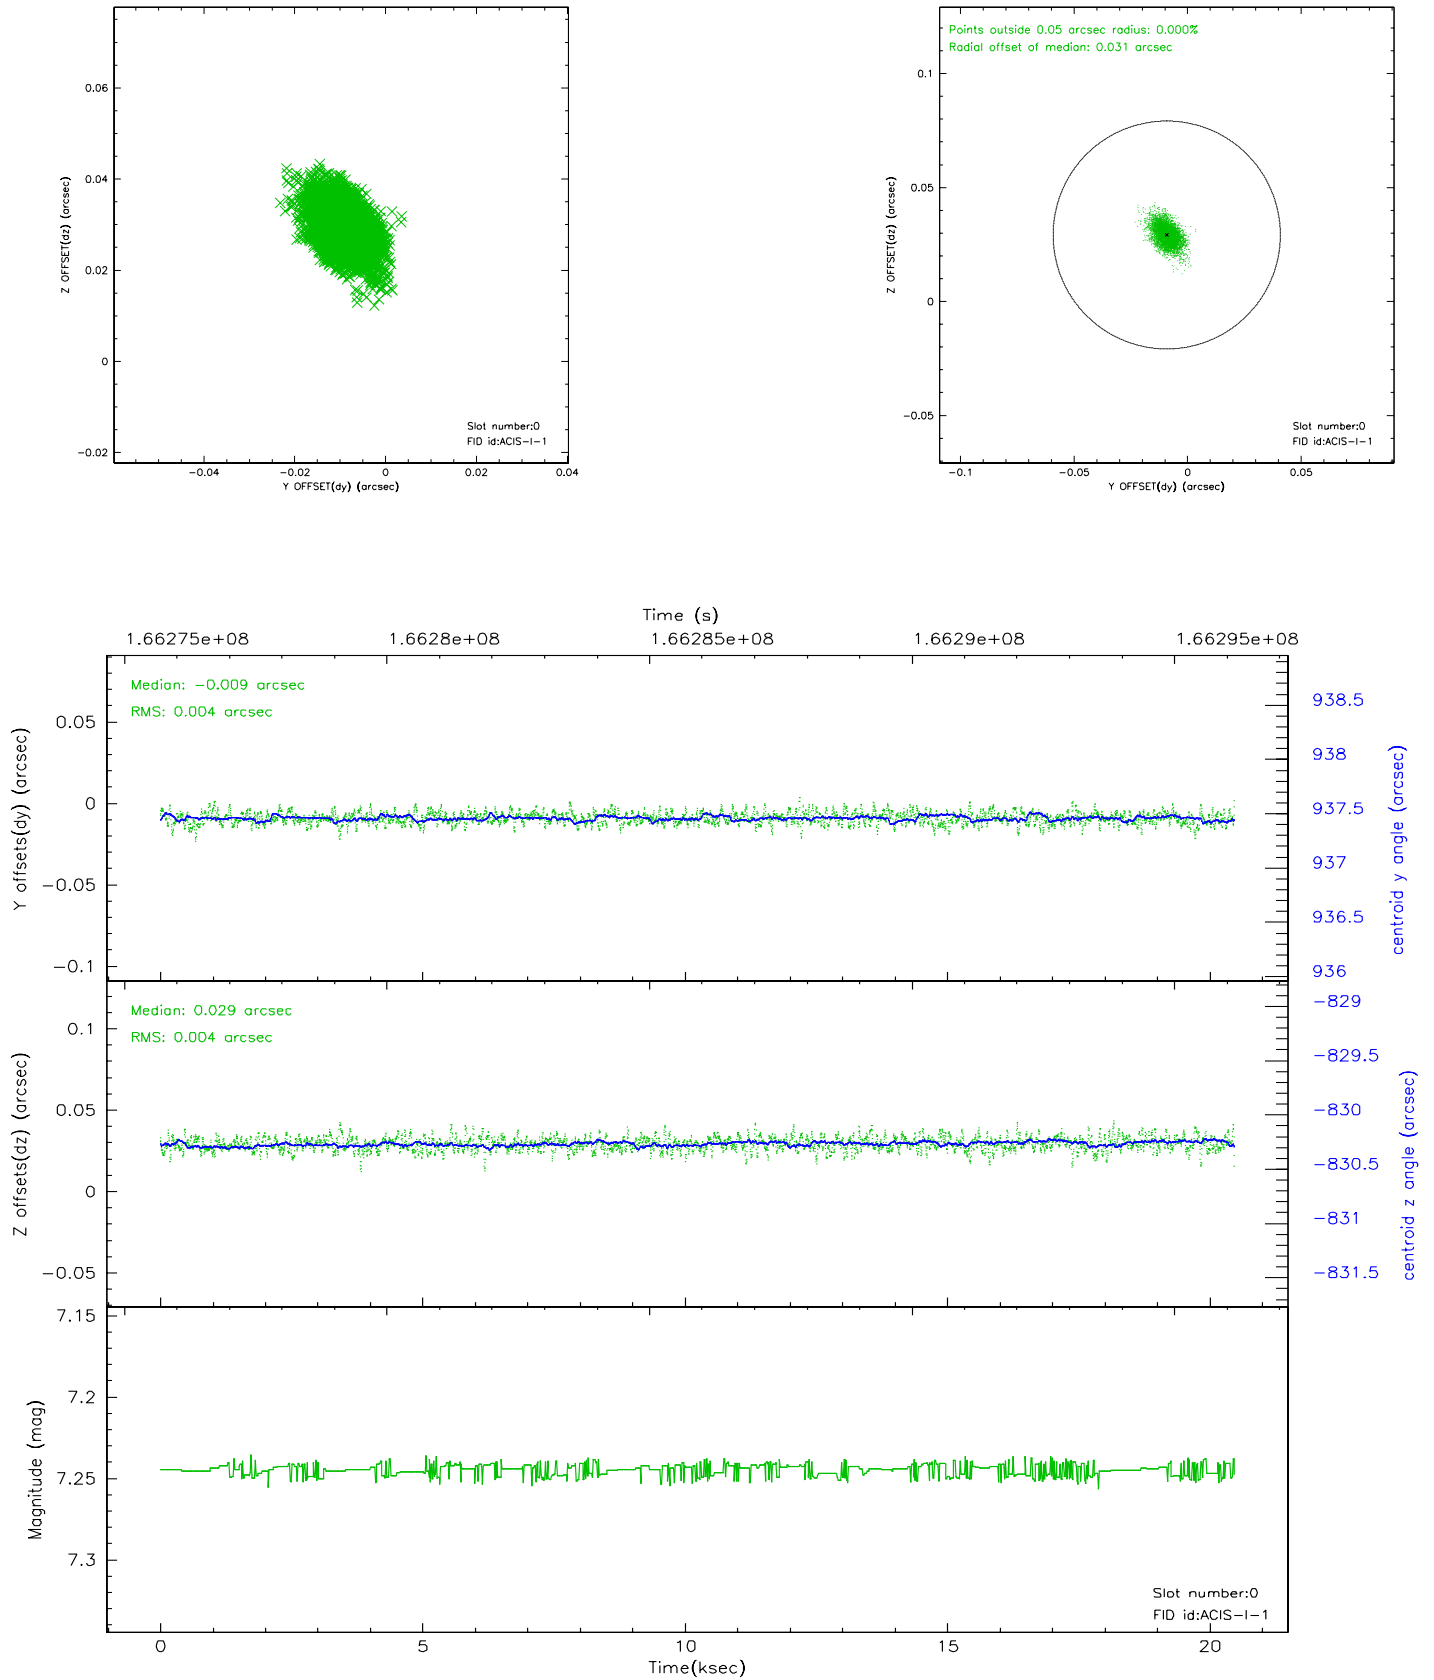 0.06
0.04
0.02
0
-0.02
Z OFFSET(dz) (arcsec)
Slot number:0
FID id:ACIS-I-1
-0.04 -0.02 0 0.02 0.04
Y OFFSET(dy) (arcsec)
Points outside 0.05 arcsec radius: 0.000%
Radial offset of median: 0.031 arcsec
0.1
0.05
0
-0.05
Z OFFSET(dz) (arcsec)
Slot number:0
FID id:ACIS-I-1
-0.1 -0.05 0 0.05
Y OFFSET(dy) (arcsec)
Time (s)
1.66275e+08 1.6628e+08 1.66285e+08 1.6629e+08 1.66295e+08
Median: -0.009 arcsec
RMS: 0.004 arcsec
0.05
0
-0.05
-0.1
Y offsets(dy) (arcsec)
938.5
938
937.5
937
936.5
936
centroid y angle (arcsec)
Median: 0.029 arcsec
RMS: 0.004 arcsec
0.1
0.05
0
-0.05
Z offsets(dz) (arcsec)
-829
-829.5
-830
-830.5
-831
-831.5
centroid z angle (arcsec)
7.15
7.2
7.25
7.3
Magnitude (mag)
Slot number:0
FID id:ACIS-I-1
0 5 10 15 20
Time(ksec)